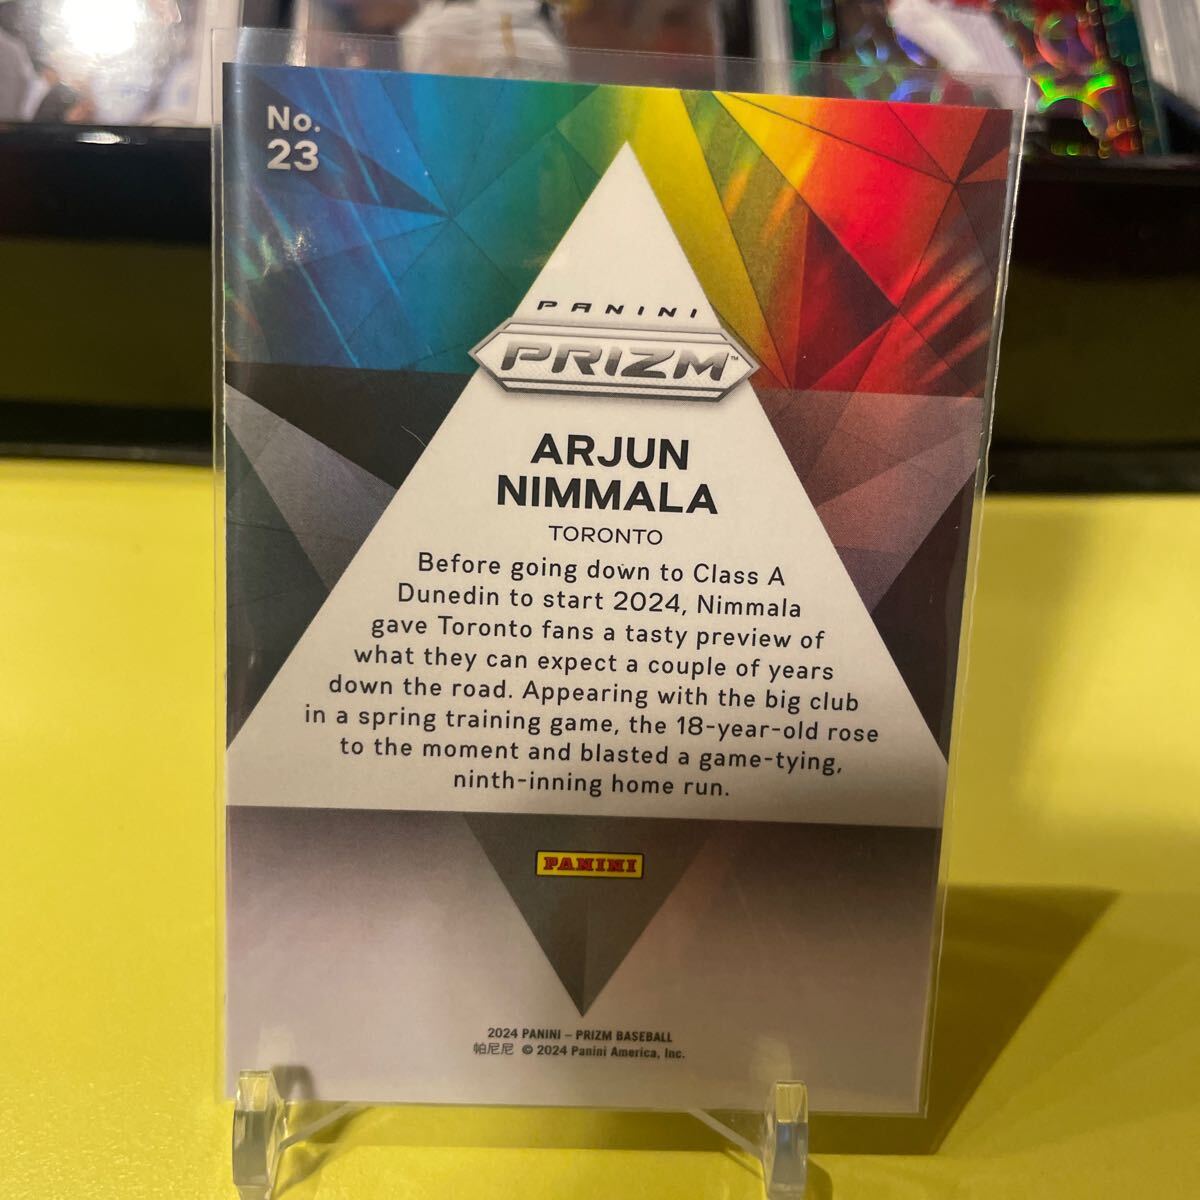 No.
23
PANINI
PRIZM™
ARJUN
NIMMALA
TORONTO
Before going down to Class A
Dunedin to start 2024, Nimmala
gave Toronto fans a tasty preview of
what they can expect a couple of years
down the road. Appearing with the big club
in a spring training game, the 18-year-old rose
to the moment and blasted a game-tying,
ninth-inning home run.
PANINI
2024 PANINI – PRIZM BASEBALL
帕尼尼 © 2024 Panini America, Inc.